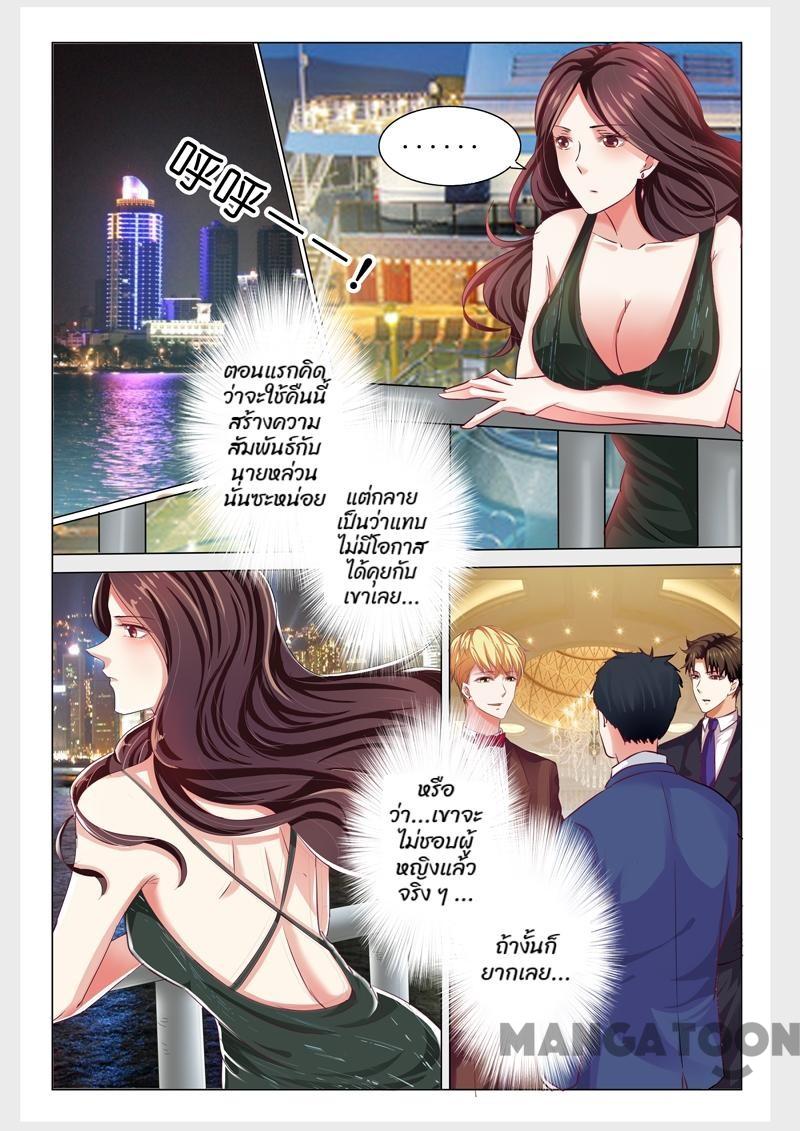 ......
呼呼——！
ตอนแรกคิด
ว่าจะใช้คืนนี้
สร้างความ
สัมพันธ์กับ
นายหล่วน
นั่นซะหน่อย
แต่กลาย
เป็นว่าแทบ
ไม่มีโอกาส
ได้คุยกับ
เขาเลย...
หรือ
ว่า...เขาจะ
ไม่ชอบผู้
หญิงแล้ว
จริง ๆ ...
ถ้างั้นก็
ยากเลย...
MANGATOON